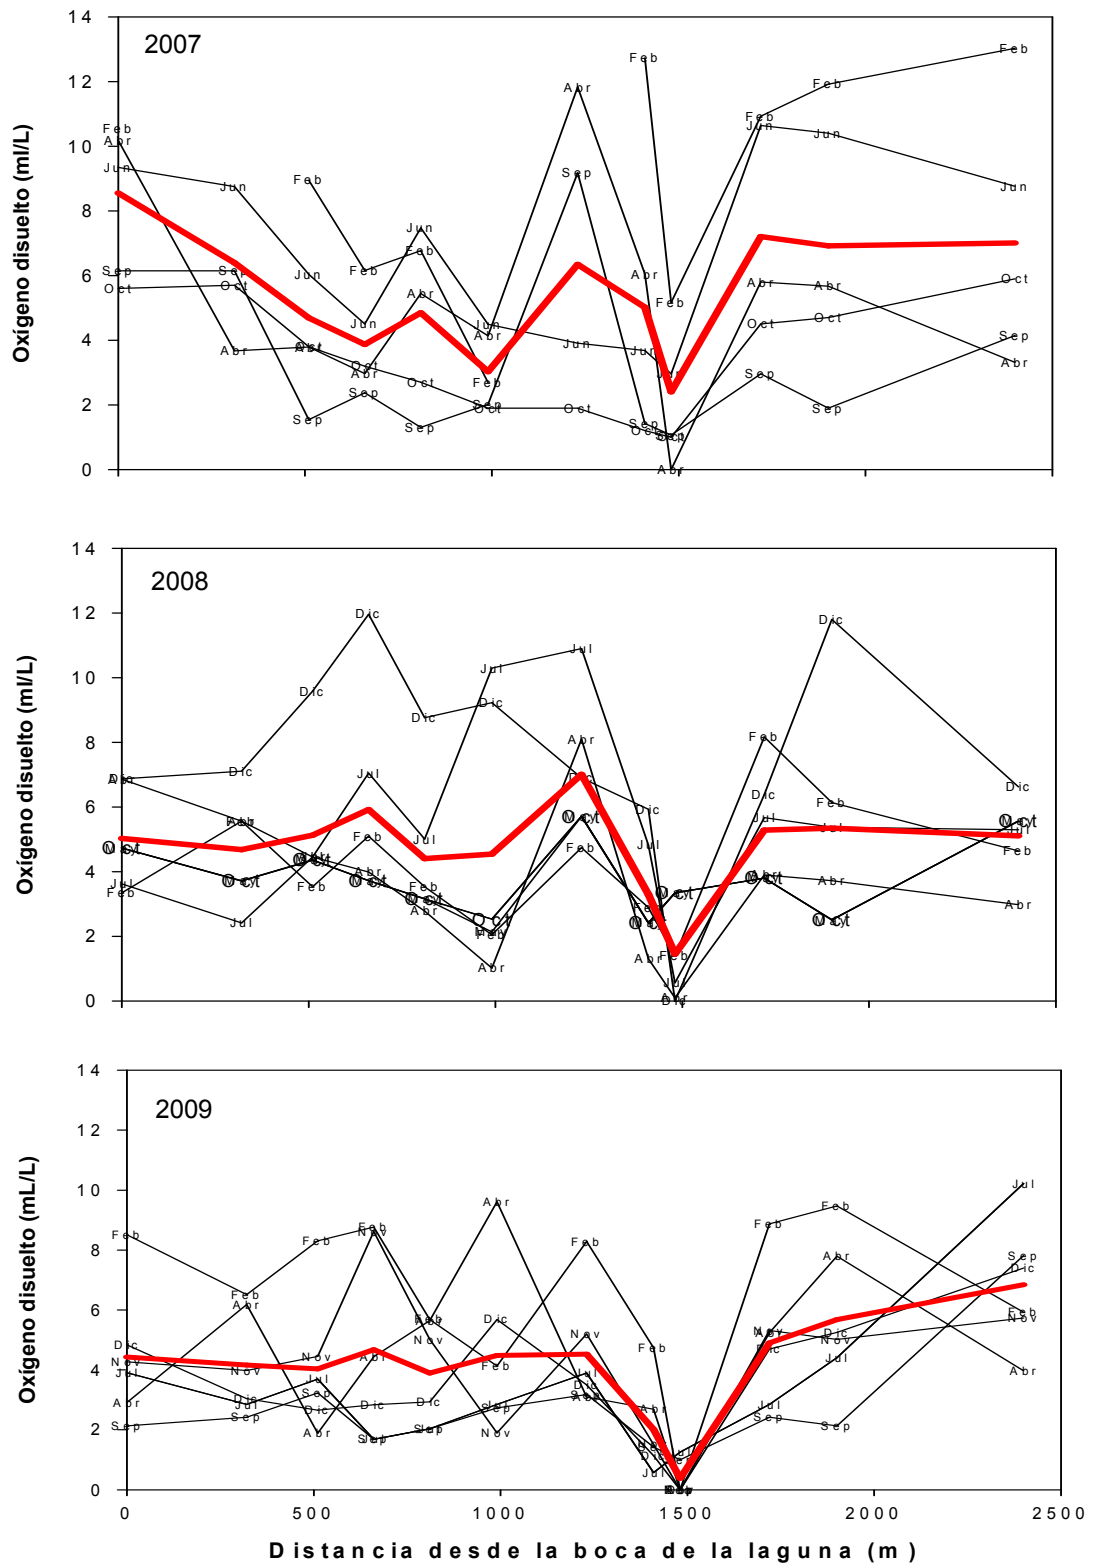 14
2007
12
10
8
6
4
2
0
Oxígeno disuelto (ml/L)
Feb
Abr
Jun
Sep
Oct
Jun
Sep
Oct
Abr
Feb
Jun
Sep
Feb
Jun
Oct
Abr
Sep
Jun
Feb
Abr
Oct
Sep
Jun
Abr
Feb
Sep
Oct
Abr
Sep
Jun
Oct
Feb
Abr
Sep
Oct
Feb
Jun
Abr
Feb
Jun
Abr
Oct
Sep
Feb
Jun
Abr
Oct
Sep
Feb
Jun
Oct
Sep
Abr
14
2008
12
10
8
6
4
2
0
Oxígeno disuelto (ml/L)
Jul
Feb
Dic
Jul
Dic
Feb
Dic
Jul
Feb
Abr
Dic
Jul
Feb
Abr
Jul
Dic
Oct
Feb
Abr
Jul
Abr
Feb
Dic
Abr
Feb
Jul
Feb
Dic
Jul
Abr
Dic
Feb
Jul
Abr
Dic
Feb
Abr
14
2009
12
10
8
6
4
2
0
Oxígeno disuelto (mL/L)
Feb
Dic
Nov
Jul
Abr
Sep
Feb
Abr
Nov
Dic
Jul
Sep
Feb
Nov
Jul
Sep
Dic
Abr
Feb
Nov
Abr
Dic
Feb
Nov
Dic
Abr
Dic
Feb
Sep
Nov
Feb
Nov
Jul
Dic
Feb
Abr
Dic
Jul
Jul
Feb
Nov
Dic
Jul
Sep
Feb
Abr
Dic
Nov
Jul
Sep
Jul
Sep
Dic
Feb
Nov
Abr
0 500 1000 1500 2000 2500
Distancia desde la boca de la laguna (m)